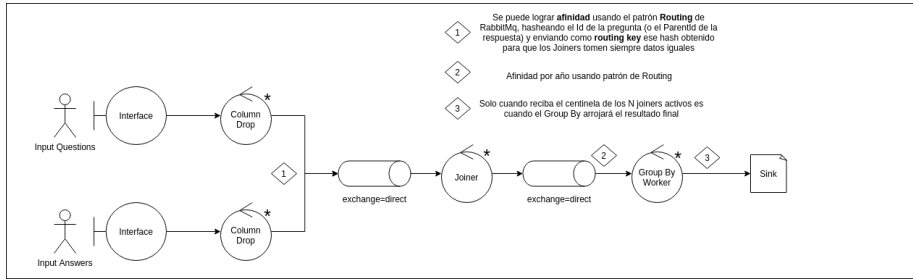 1
Se puede lograr afinidad usando el patrón Routing de
RabbitMq, hasheando el Id de la pregunta (o el ParentId de la
respuesta) y enviando como routing key ese hash obtenido
para que los Joiners tomen siempre datos iguales
2
Afinidad por año usando patrón de Routing
3
Solo cuando reciba el centinela de los N joiners activos es
cuando el Group By arrojará el resultado final
Input Questions
Interface
Column
Drop
*
1
exchange=direct
Joiner
*
exchange=direct
2
Group By
Worker
*
3
Sink
Input Answers
Interface
Column
Drop
*